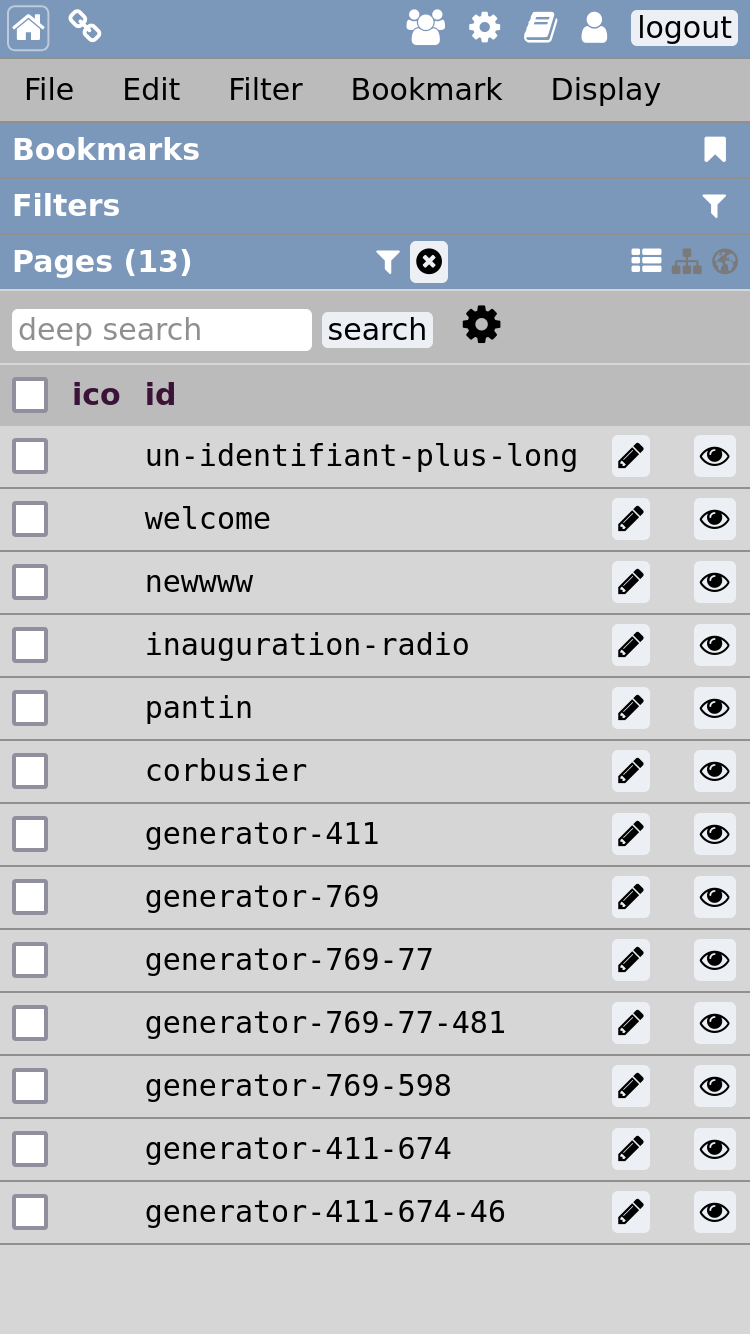 logout
File Edit Filter Bookmark Display
Bookmarks
Filters
Pages (13)
deep search search
ico id
un-identifiant-plus-long
welcome
newwww
inauguration-radio
pantin
corbusier
generator-411
generator-769
generator-769-77
generator-769-77-481
generator-769-598
generator-411-674
generator-411-674-46